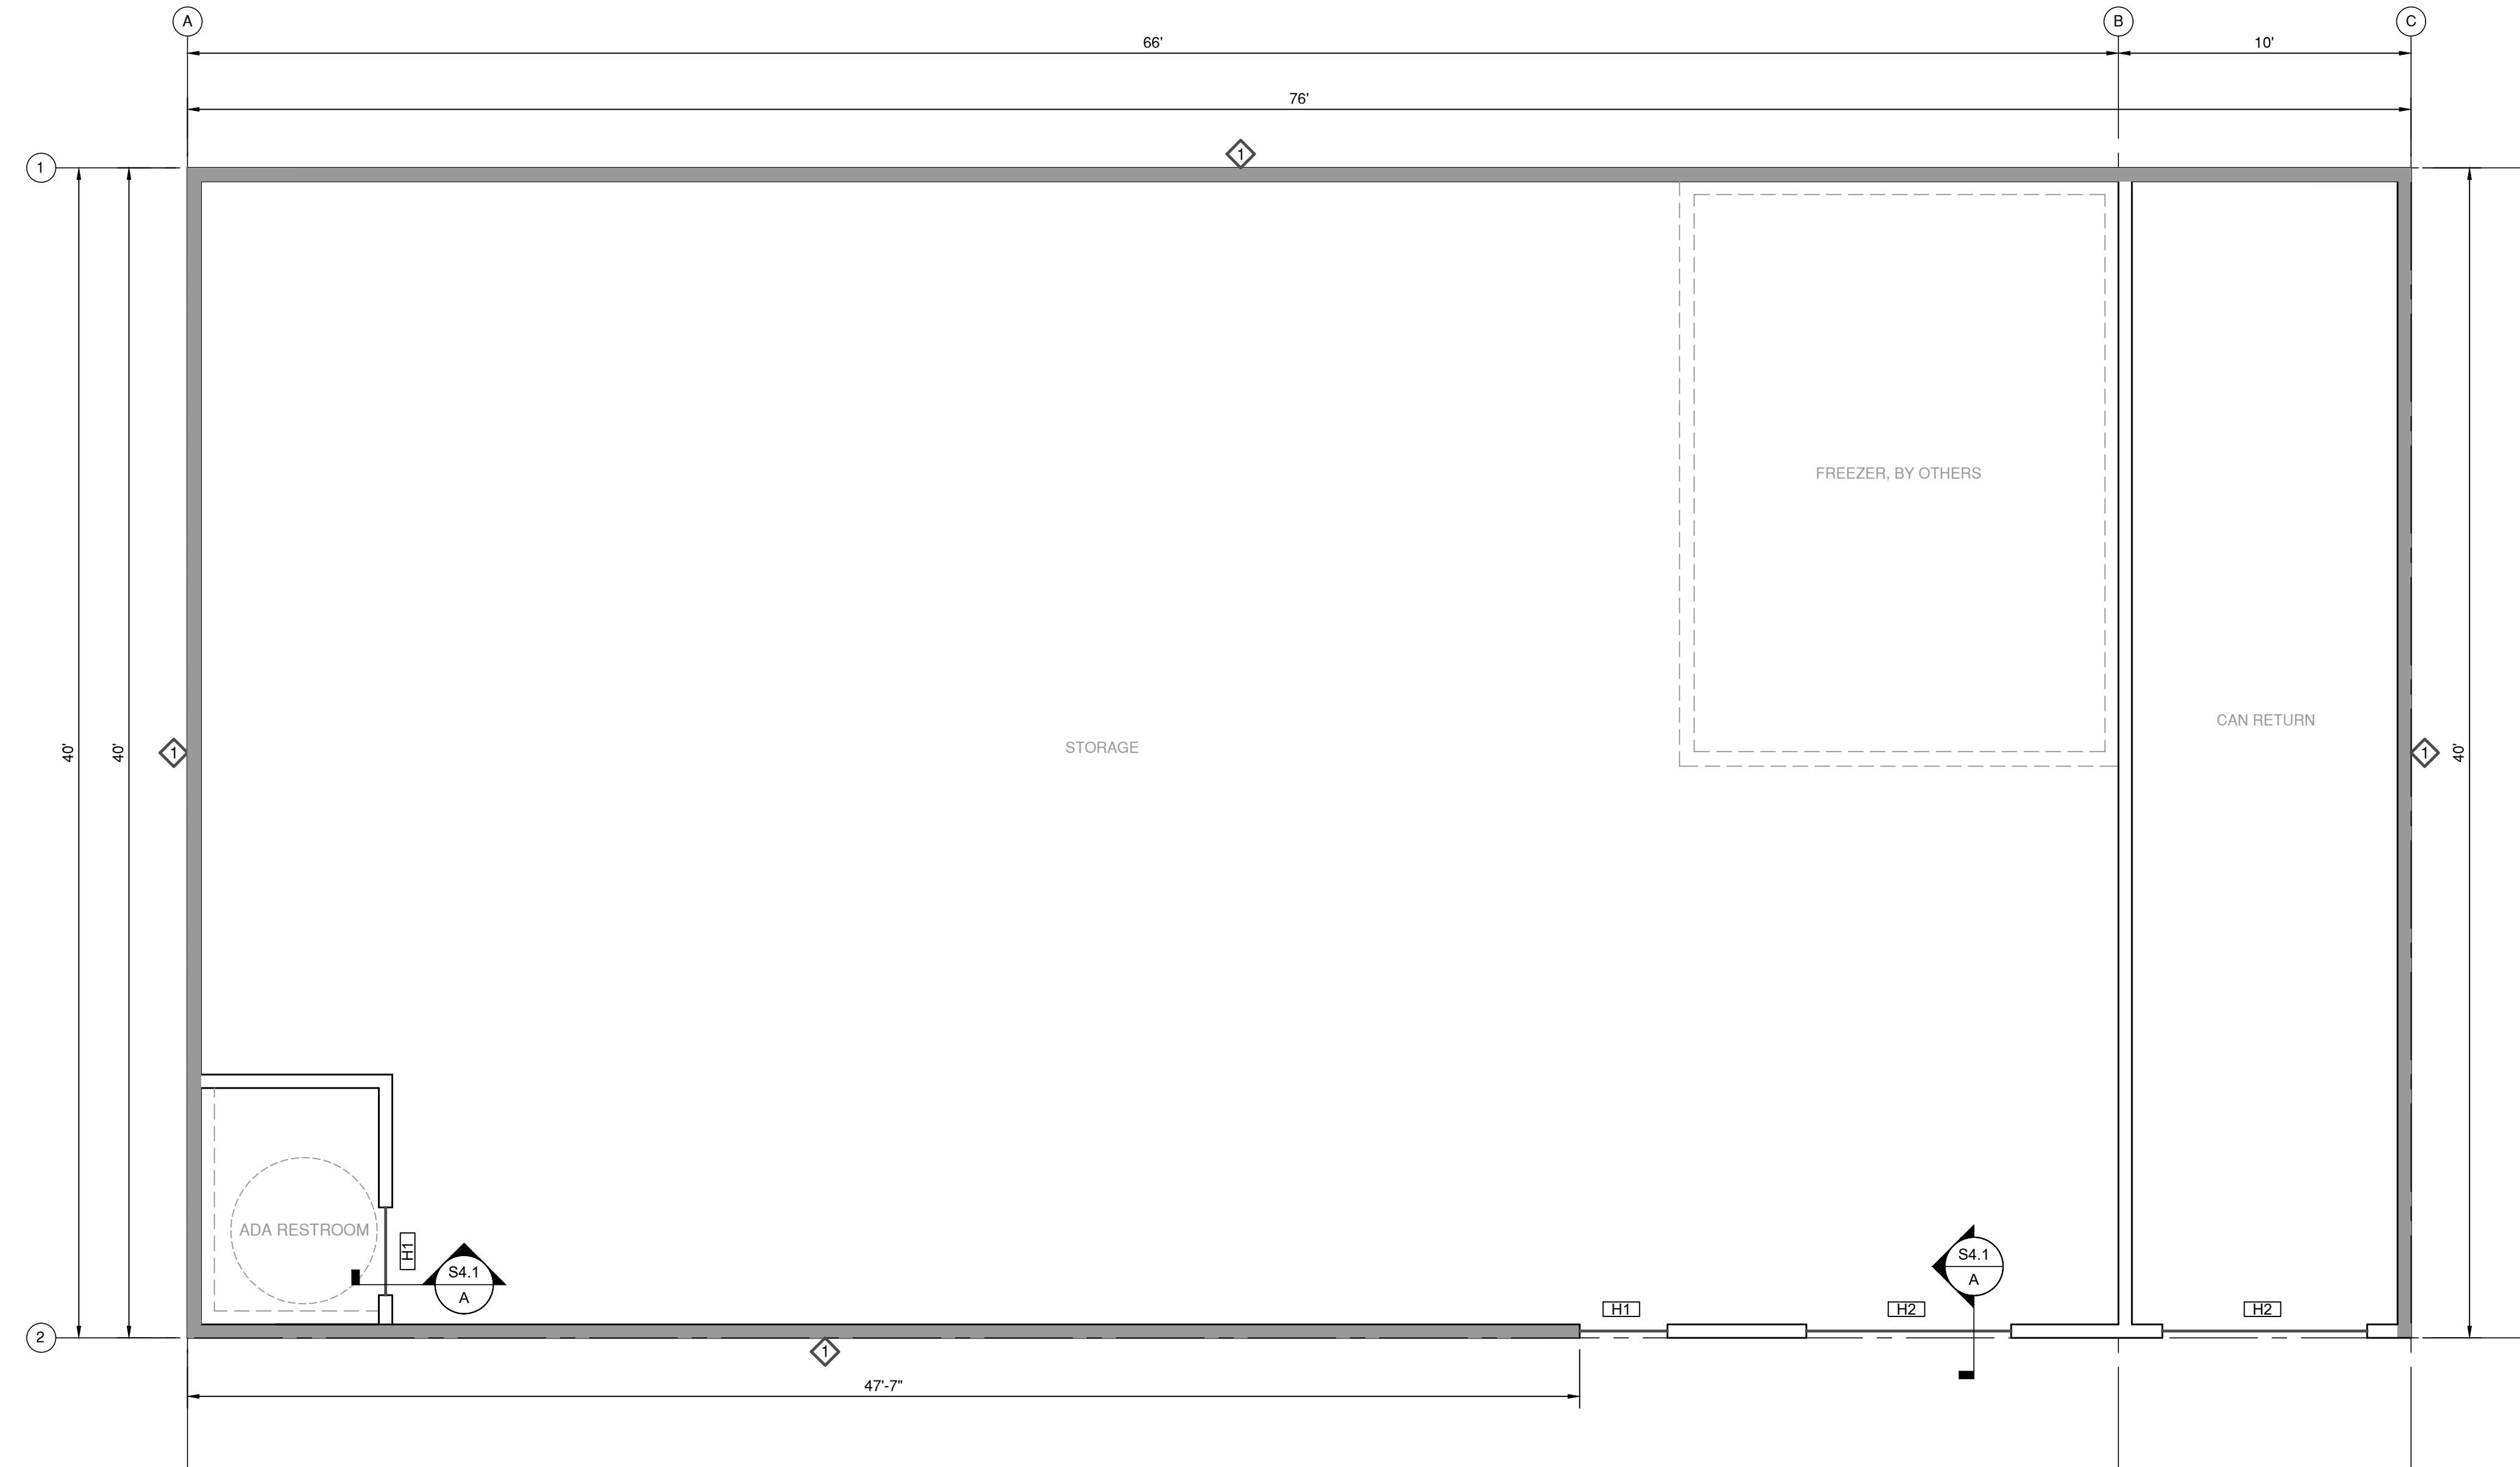 A
B
C
66'
10'
76'
1
1
40'
40'
FREEZER, BY OTHERS
CAN RETURN
STORAGE
1
1
40'
ADA RESTROOM
H1
S4.1
A
S4.1
A
H1
H2
H2
2
1
47'-7"